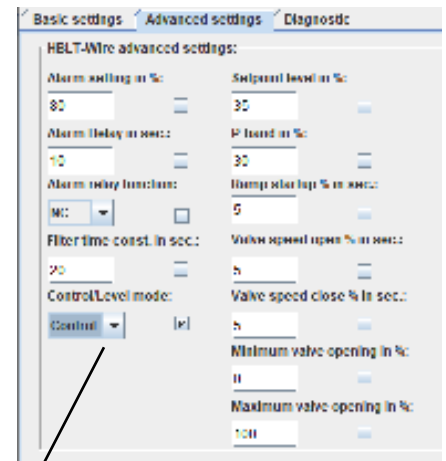 Basic settings Advanced settings Diagnostic
HBLT-Wire advanced settings:
Alarm setting in %: Setpoint level in %:
80 35
Alarm Delay in sec.: P band in %:
10 30
Alarm relay function: Ramp startup % in sec.:
NC 5
Filter time const. in sec.: Valve speed open % in sec.:
20 5
Control/Level mode: Valve speed close % in sec.:
Control 5
Minimum valve opening in %:
0
Maximum valve opening in %:
100